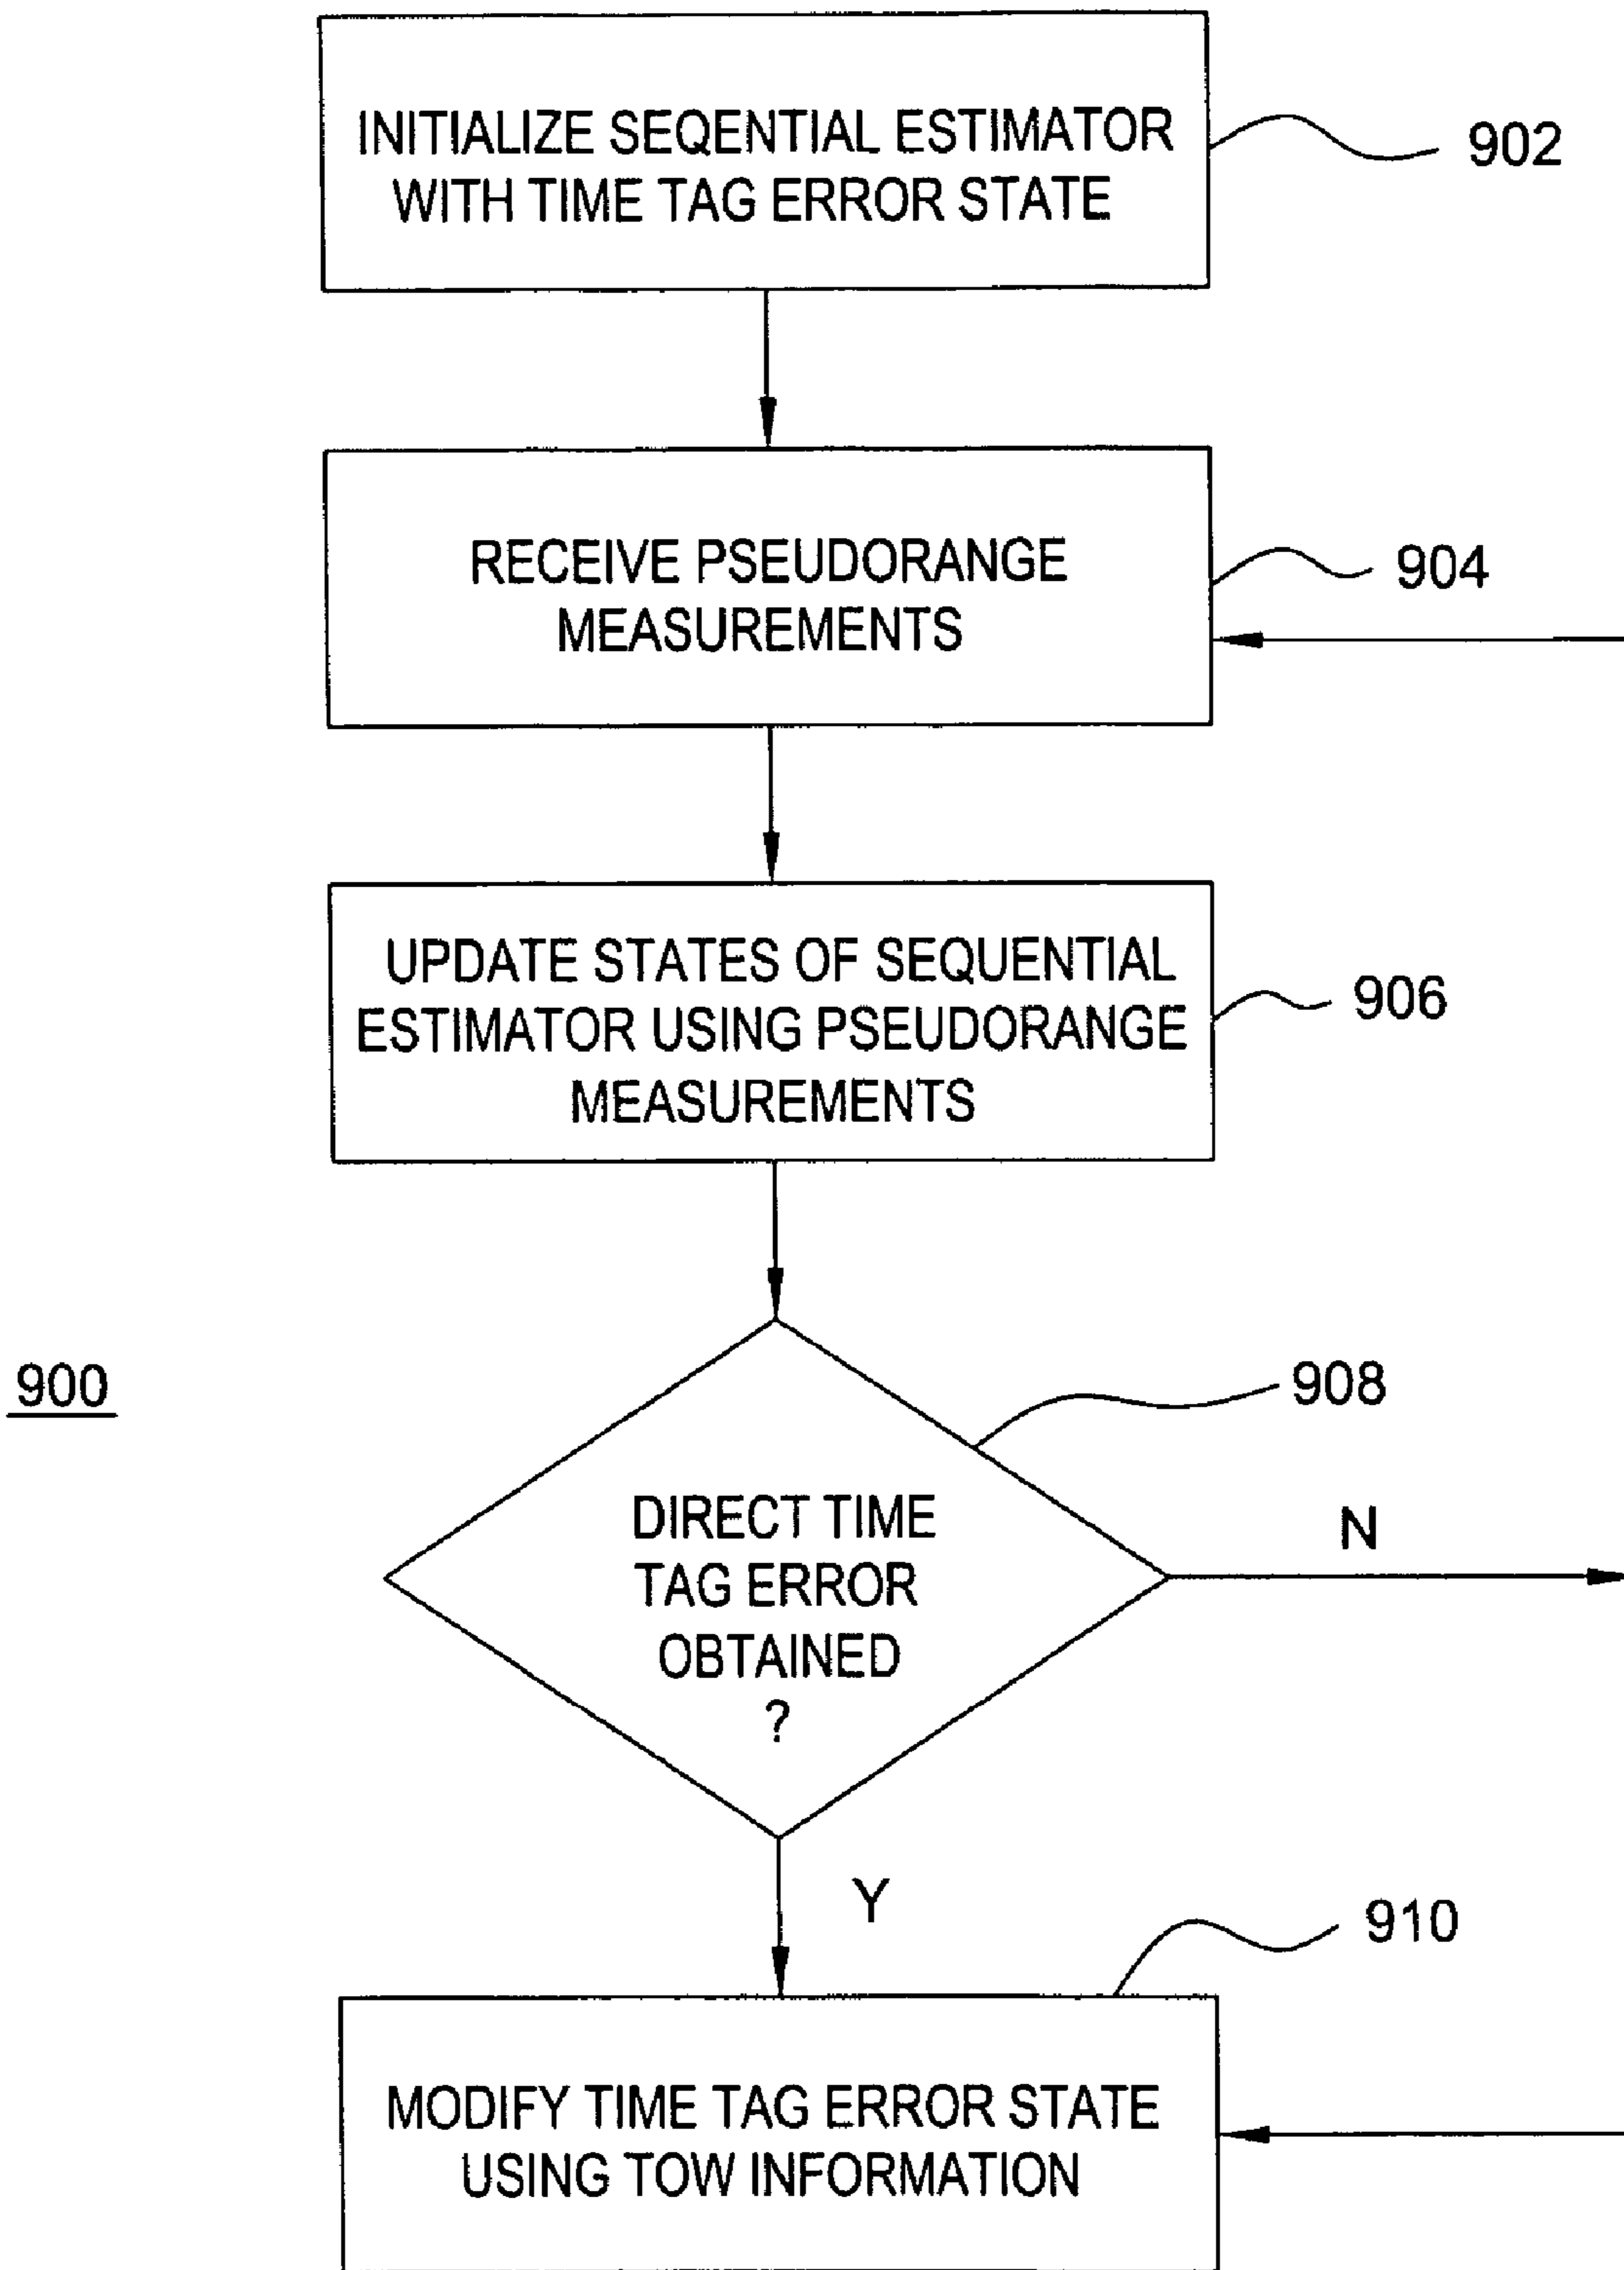 INITIALIZE SEQENTIAL ESTIMATOR
WITH TIME TAG ERROR STATE
902
RECEIVE PSEUDORANGE
MEASUREMENTS
904
UPDATE STATES OF SEQUENTIAL
ESTIMATOR USING PSEUDORANGE
MEASUREMENTS
906
900
908
DIRECT TIME
TAG ERROR
OBTAINED
?
N
Y
910
MODIFY TIME TAG ERROR STATE
USING TOW INFORMATION